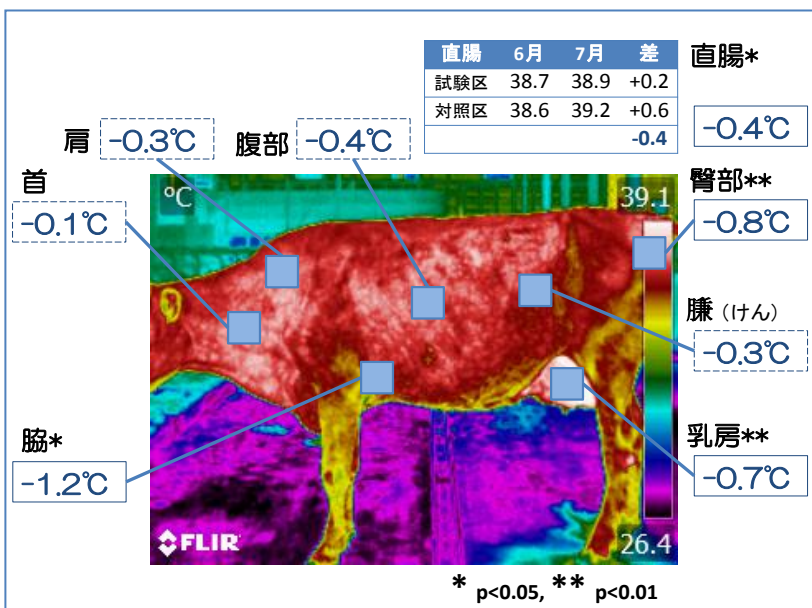 直腸 6月 7月 差
試験区 38.7 38.9 +0.2
対照区 38.6 39.2 +0.6
-0.4
直腸*
-0.4℃
肩 -0.3℃
腹部 -0.4℃
首
-0.1℃
臀部**
-0.8℃
膁(けん)
-0.3℃
脇*
-1.2℃
乳房**
-0.7℃
℃
39.1
26.4
FLIR
* p<0.05, ** p<0.01